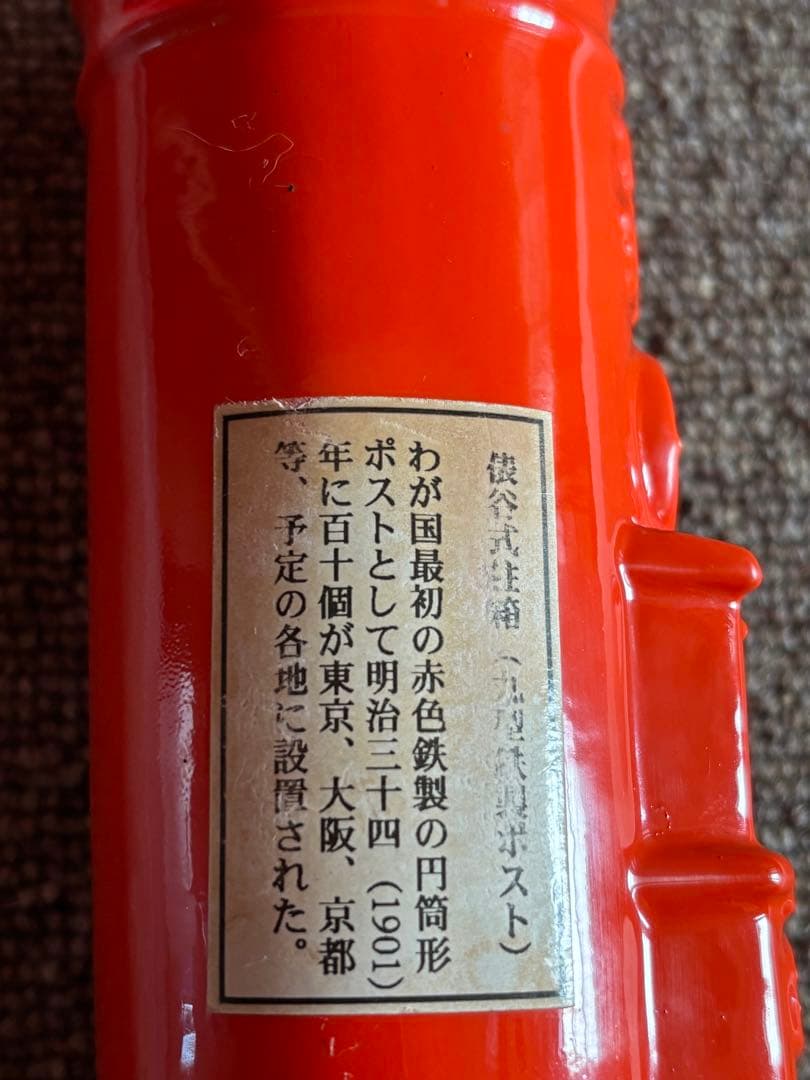 俵谷式柱箱(丸型鉄製ポスト)
わが国最初の赤色鉄製の円筒形
ポストとして明治三十四(1901)
年に百十個が東京、大阪、京都
等、予定の各地に設置された。